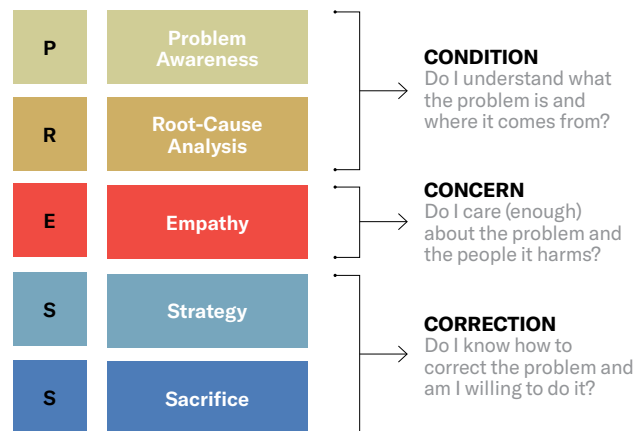 P
Problem
Awareness
R
Root-Cause
Analysis
E
Empathy
S
Strategy
S
Sacrifice
CONDITION
Do I understand what
the problem is and
where it comes from?
CONCERN
Do I care (enough)
about the problem and
the people it harms?
CORRECTION
Do I know how to
correct the problem and
am I willing to do it?